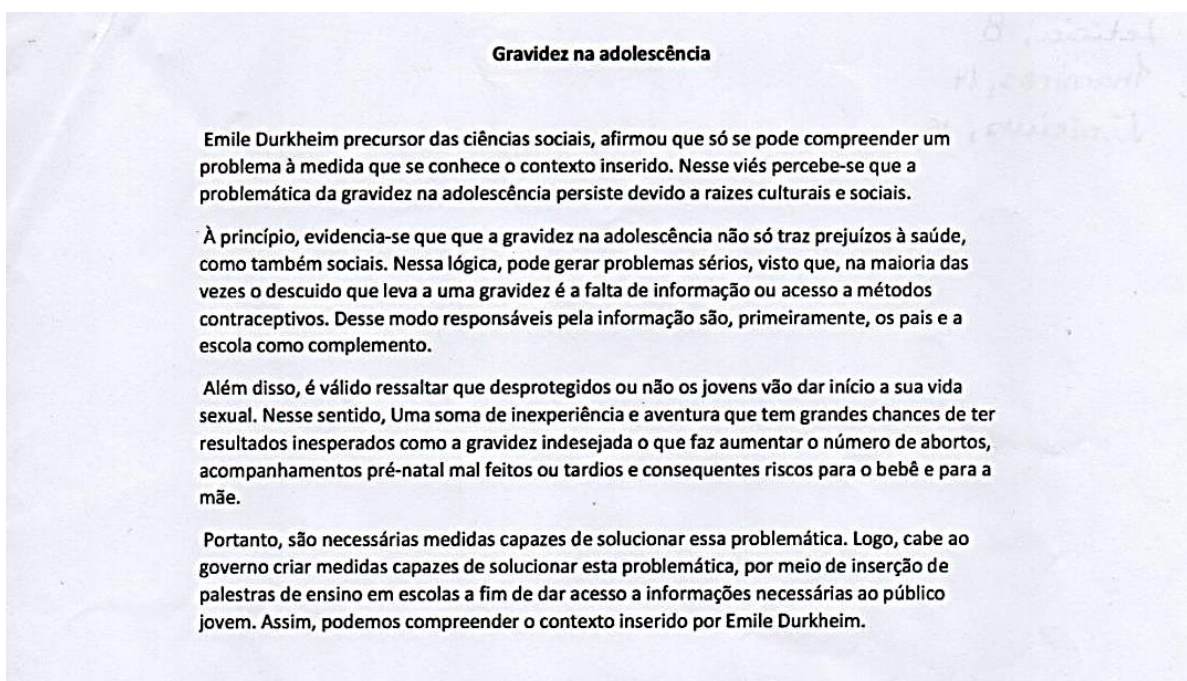 Gravidez na adolescência
Emile Durkheim precursor das ciências sociais, afirmou que só se pode compreender um
problema à medida que se conhece o contexto inserido. Nesse viés percebe-se que a
problemática da gravidez na adolescência persiste devido a raizes culturais e sociais.
À princípio, evidencia-se que que a gravidez na adolescência não só traz prejuízos à saúde,
como também sociais. Nessa lógica, pode gerar problemas sérios, visto que, na maioria das
vezes o descuido que leva a uma gravidez é a falta de informação ou acesso a métodos
contraceptivos. Desse modo responsáveis pela informação são, primeiramente, os pais e a
escola como complemento.
Além disso, é válido ressaltar que desprotegidos ou não os jovens vão dar início a sua vida
sexual. Nesse sentido, Uma soma de inexperiência e aventura que tem grandes chances de ter
resultados inesperados como a gravidez indesejada o que faz aumentar o número de abortos,
acompanhamentos pré-natal mal feitos ou tardios e consequentes riscos para o bebê e para a
mãe.
Portanto, são necessárias medidas capazes de solucionar essa problemática. Logo, cabe ao
governo criar medidas capazes de solucionar esta problemática, por meio de inserção de
palestras de ensino em escolas a fim de dar acesso a informações necessárias ao público
jovem. Assim, podemos compreender o contexto inserido por Emile Durkheim.